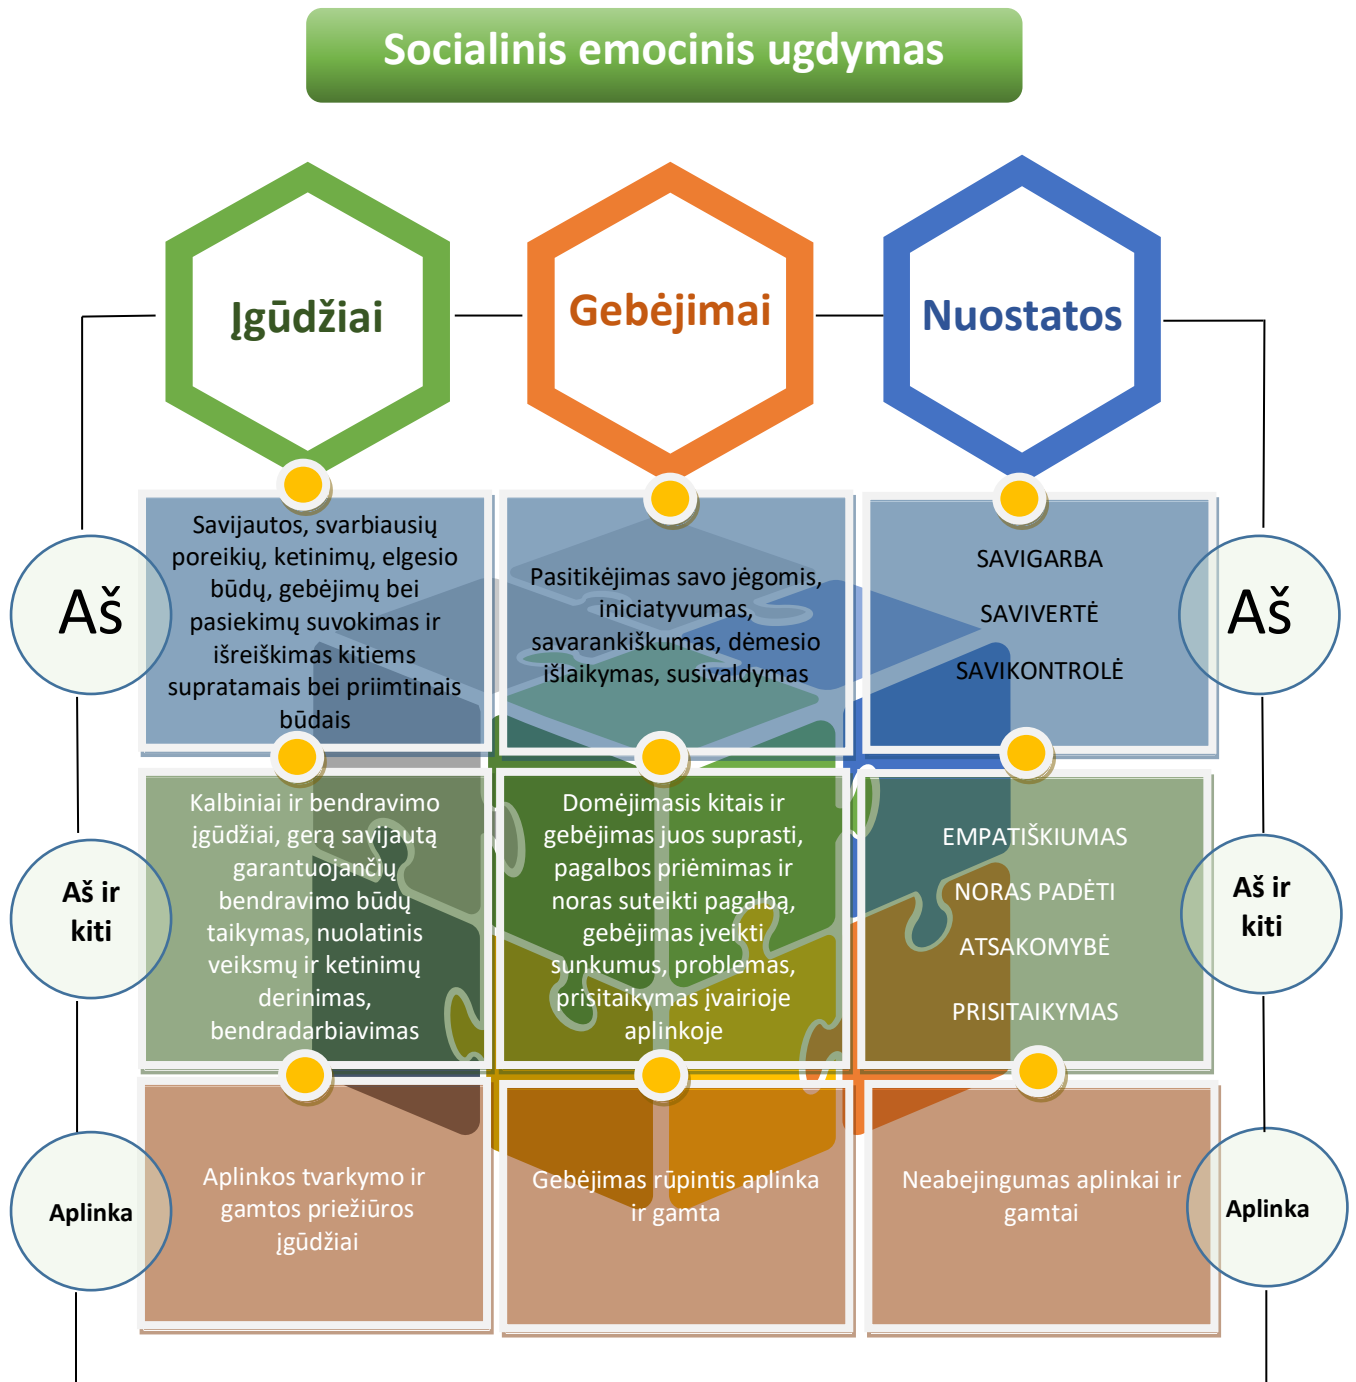 Socialinis emocinis ugdymas
Įgūdžiai
Gebėjimai
Nuostatos
Aš
Savijautos, svarbiausių
poreikių, ketinimų, elgesio
būdų, gebėjimų bei
pasiekimų suvokimas ir
išreiškimas kitiems
supratamais bei priimtinais
būdais
Pasitikėjimas savo jėgomis,
iniciatyvumas,
savarankiškumas, dėmesio
išlaikymas, susivaldymas
SAVIGARBA
SAVIVERTĖ
SAVIKONTROLĖ
Aš
Aš ir
kiti
Kalbiniai ir bendravimo
įgūdžiai, gerą savijautą
garantuojančių
bendravimo būdų
taikymas, nuolatinis
veiksmų ir ketinimų
derinimas,
bendradarbiavimas
Domėjimasis kitais ir
gebėjimas juos suprasti,
pagalbos priėmimas ir
noras suteikti pagalbą,
gebėjimas įveikti
sunkumus, problemas,
prisitaikymas įvairioje
aplinkoje
EMPATIŠKIUMAS
NORAS PADĖTI
ATSAKOMYBĖ
PRISITAIKYMAS
Aš ir
kiti
Aplinka
Aplinkos tvarkymo ir
gamtos priežiūros
įgūdžiai
Gebėjimas rūpintis aplinka
ir gamta
Neabejingumas aplinkai ir
gamtai
Aplinka